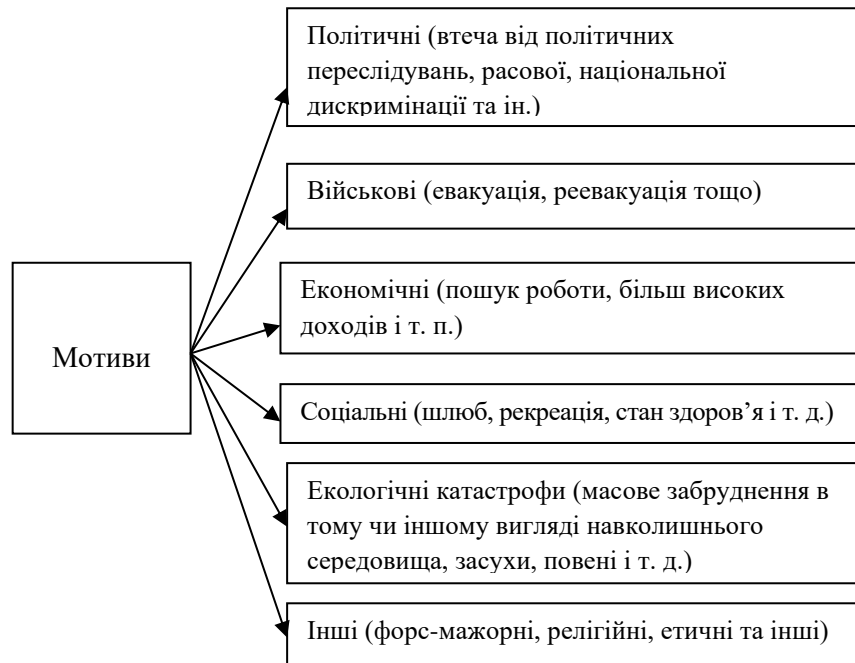 Політичні (втеча від політичних
переслідувань, расової, національної
дискримінації та ін.)
Військові (евакуація, реевакуація тощо)
Економічні (пошук роботи, більш високих
доходів і т. п.)
Мотиви
Соціальні (шлюб, рекреація, стан здоров’я і т. д.)
Екологічні катастрофи (масове забруднення в
тому чи іншому вигляді навколишнього
середовища, засухи, повені і т. д.)
Інші (форс-мажорні, релігійні, етичні та інші)